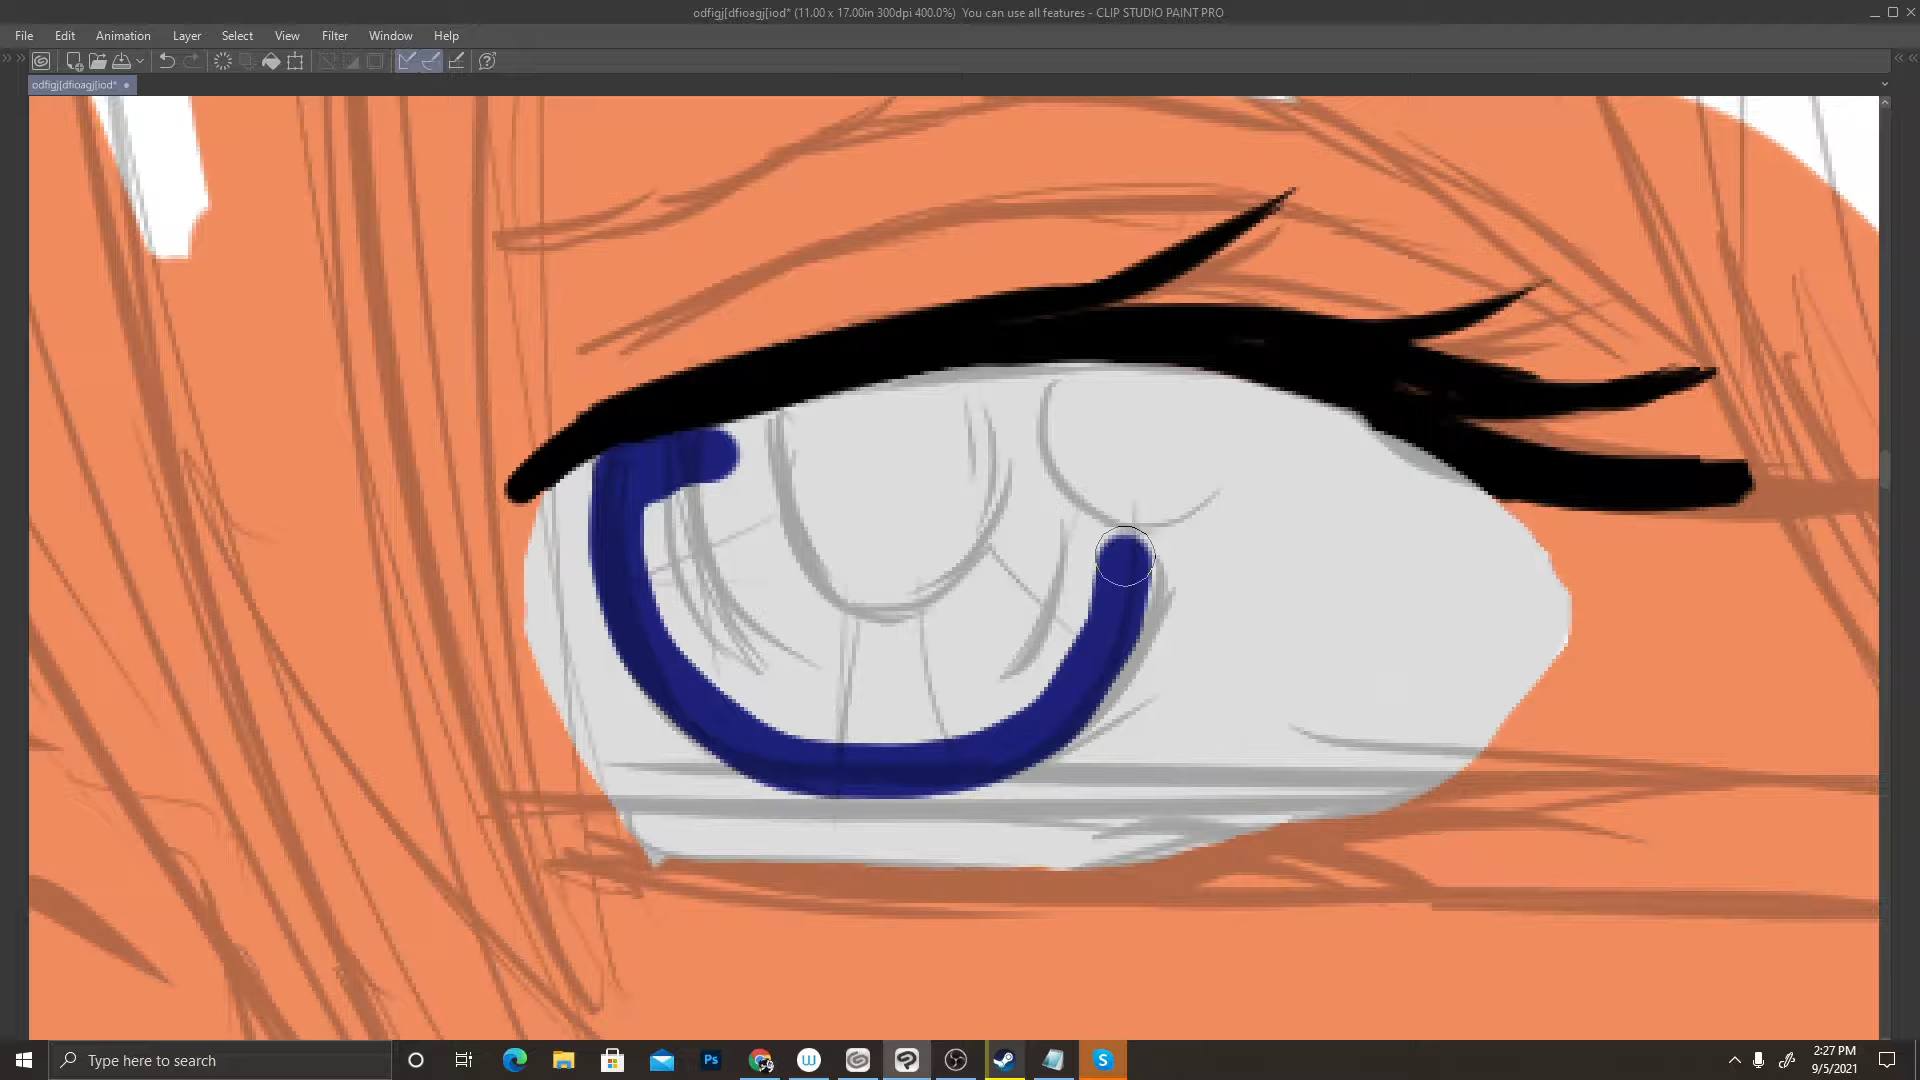 odfigj[dfioagj[iod* (11.00 x 17.00in 300dpi 400.0%)  You can use all features - CLIP STUDIO PAINT PRO
File Edit Animation Layer Select View Filter Window Help
odfigj[dfioagj[iod*
Type here to search
Ps
W
S
2:27 PM
9/5/2021